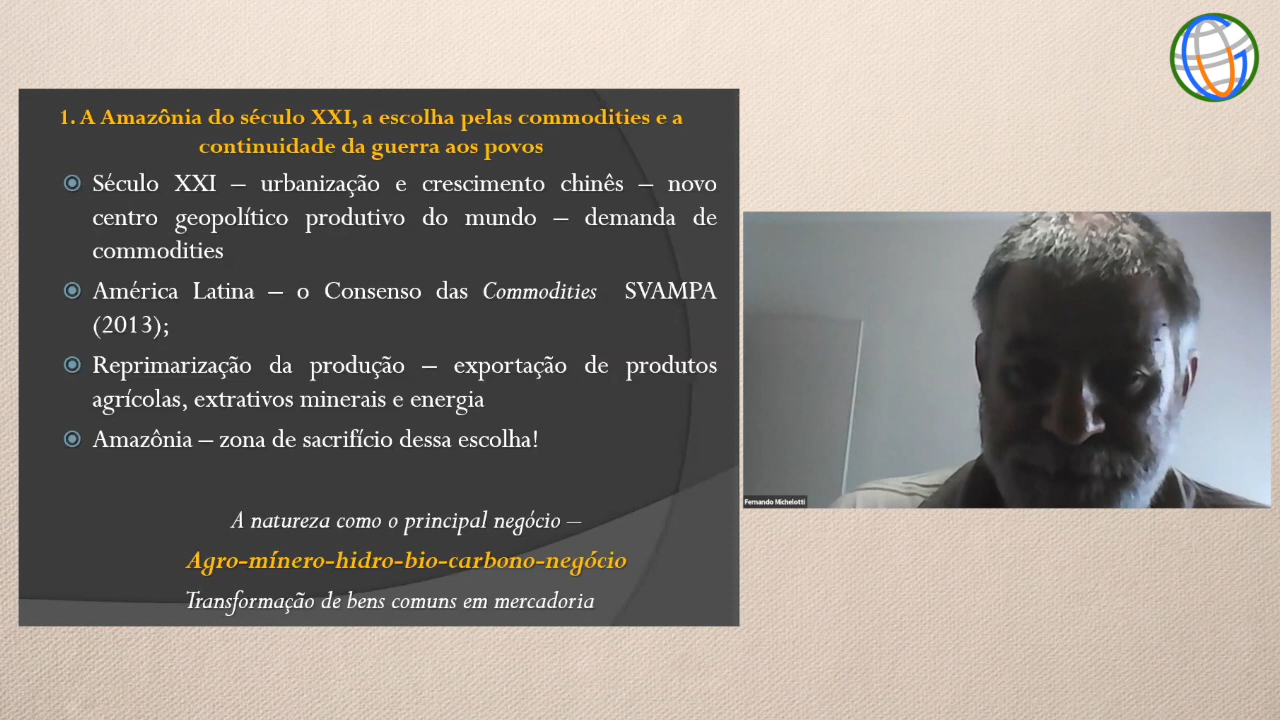 1. A Amazônia do século XXI, a escolha pelas commodities e a
continuidade da guerra aos povos
Século XXI – urbanização e crescimento chinês – novo
centro geopolítico produtivo do mundo – demanda de
commodities
América Latina – o Consenso das Commodities SVAMPA
(2013);
Reprimarização da produção – exportação de produtos
agrícolas, extrativos minerais e energia
Amazônia – zona de sacrifício dessa escolha!
A natureza como o principal negócio –
Agro-mínero-hidro-bio-carbono-negócio
Transformação de bens comuns em mercadoria
Fernando Michelotti